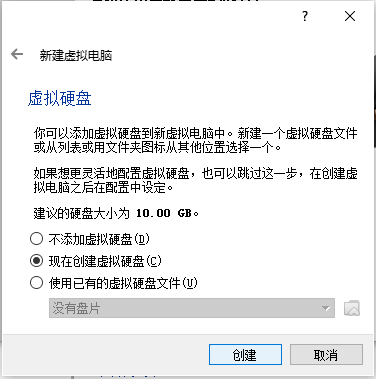 ?
新建虚拟电脑
虚拟硬盘
你可以添加虚拟硬盘到新虚拟电脑中。新建一个虚拟硬盘文件
或从列表或用文件夹图标从其他位置选择一个。
如果想更灵活地配置虚拟硬盘，也可以跳过这一步，在创建虚
拟电脑之后在配置中设定。
建议的硬盘大小为 10.00 GB。
不添加虚拟硬盘(D)
现在创建虚拟硬盘(C)
使用已有的虚拟硬盘文件(U)
没有盘片
创建 取消